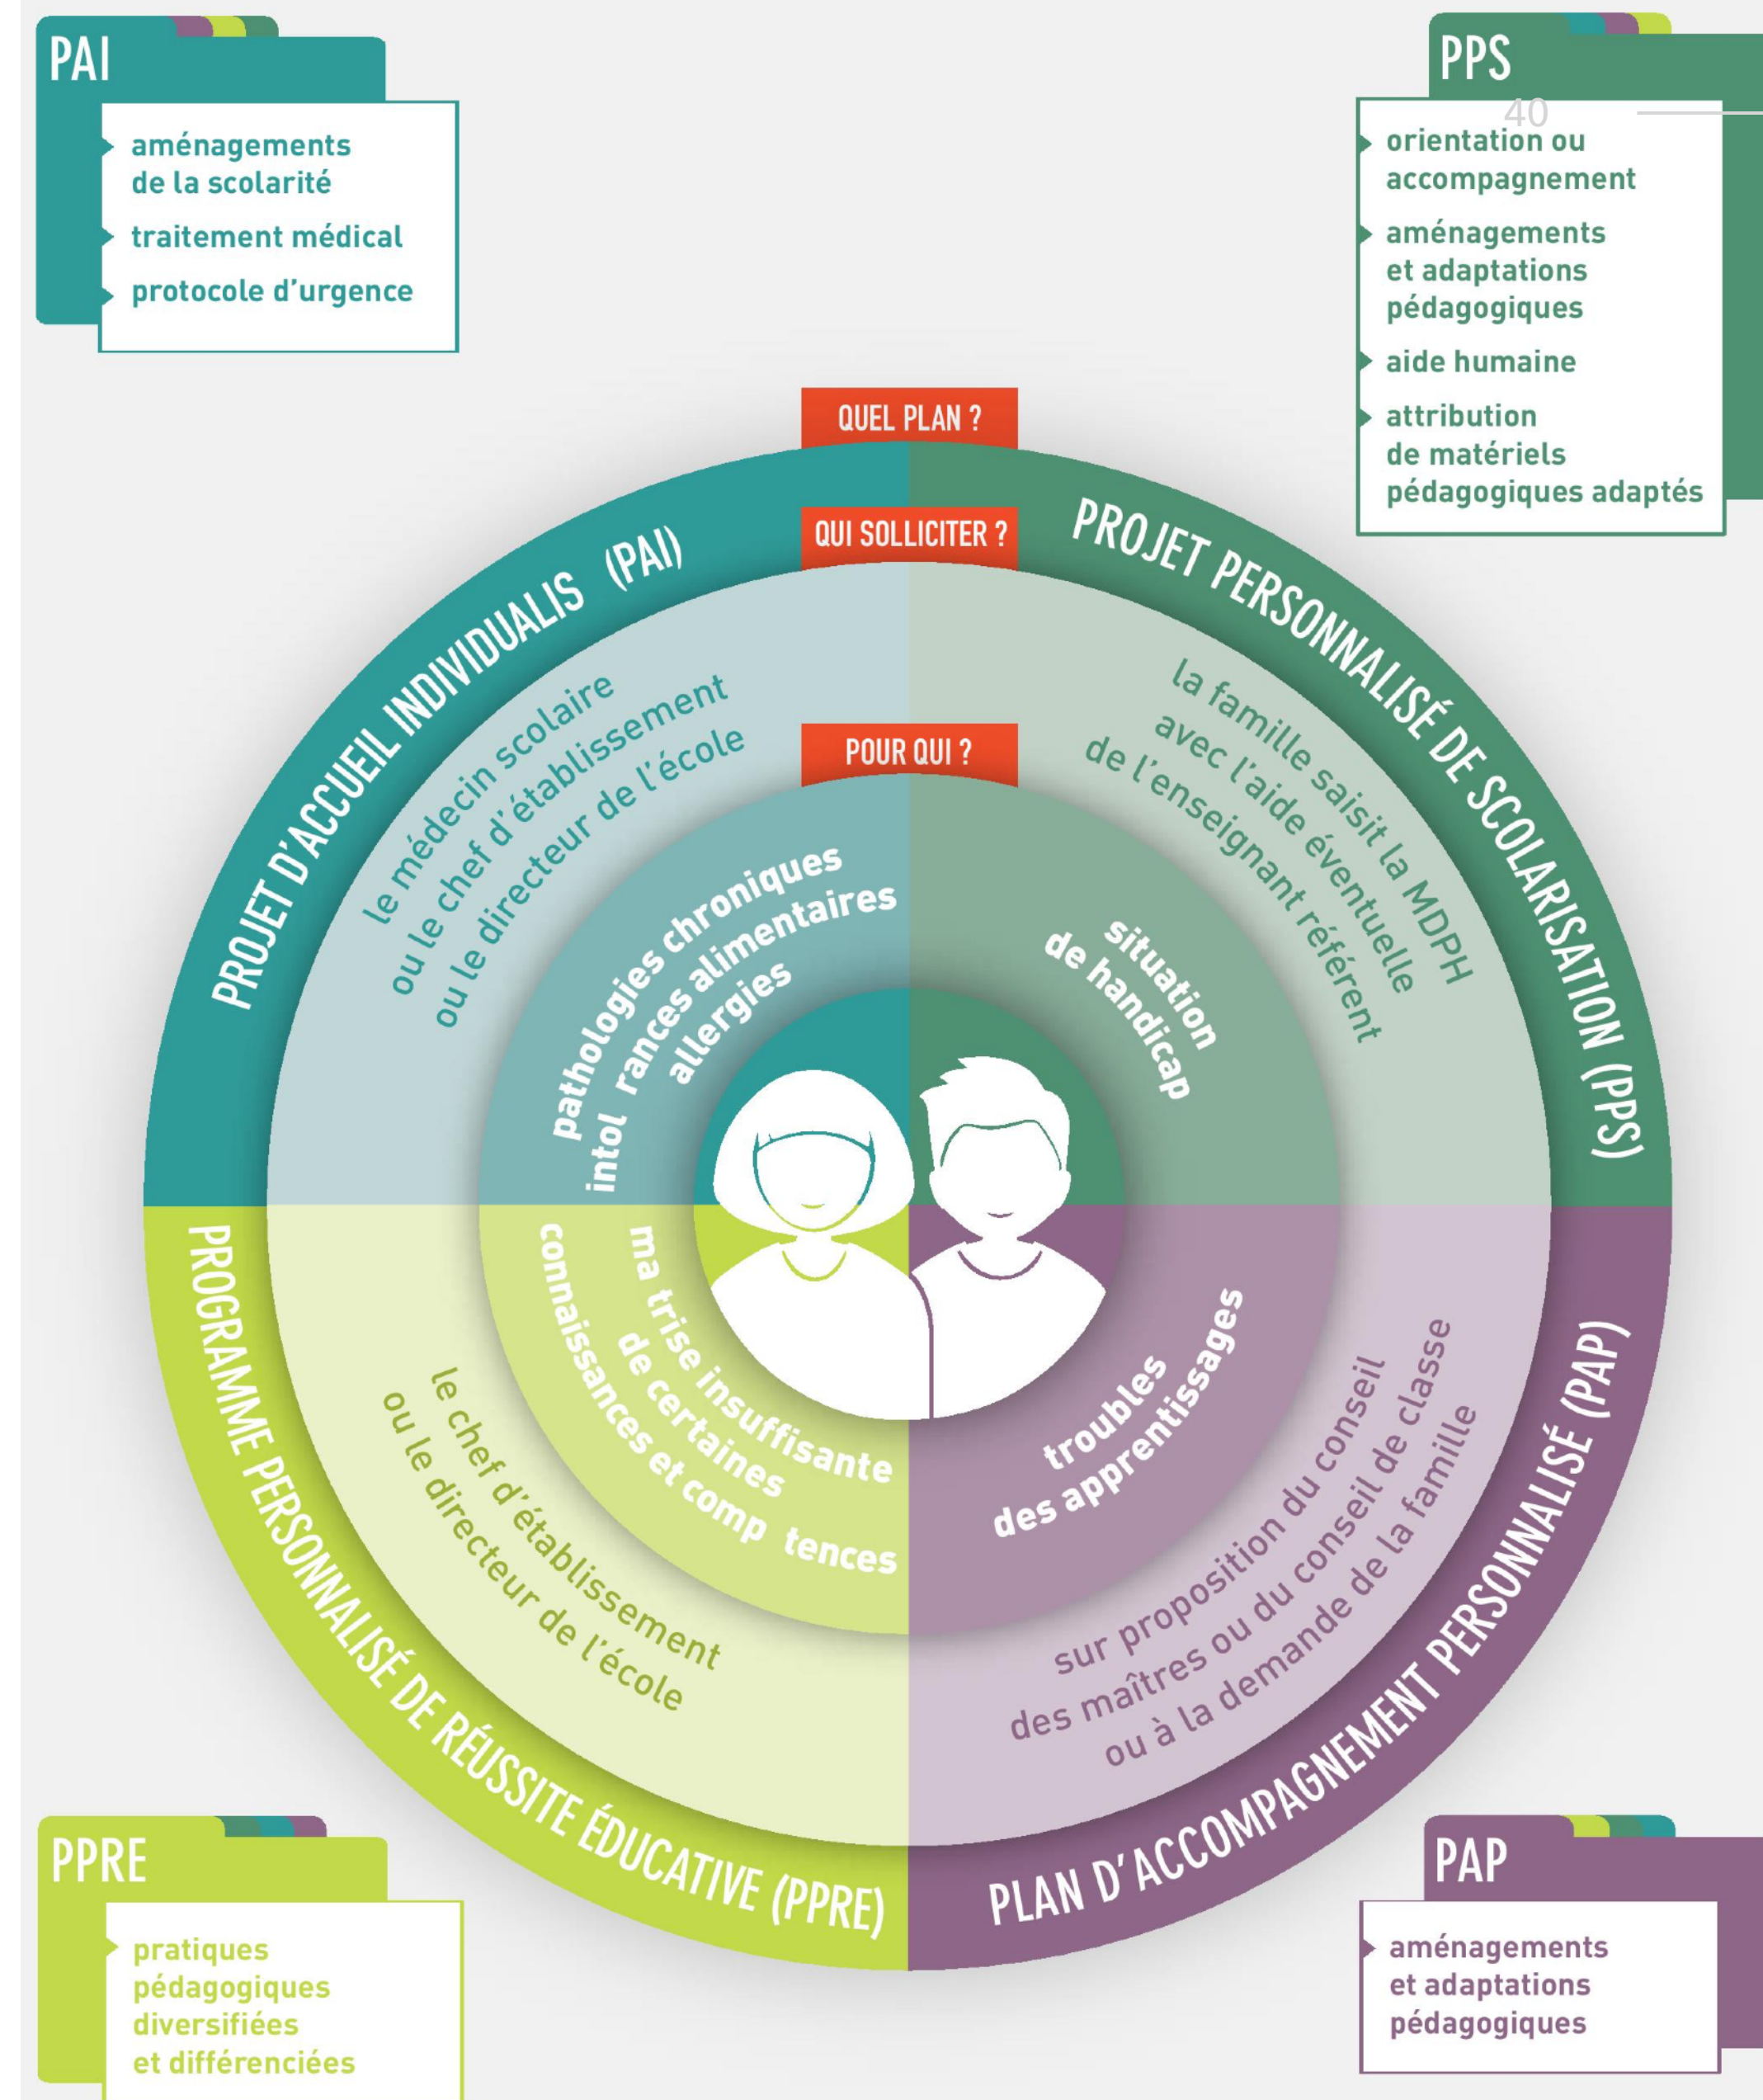 PAI
aménagements
de la scolarité
traitement médical
protocole d'urgence
PPS
40
orientation ou
accompagnement
aménagements
et adaptations
pédagogiques
aide humaine
attribution
de matériels
pédagogiques adaptés
QUEL PLAN ?
QUI SOLLICITER ?
POUR QUI ?
PROJET D'ACCUEIL INDIVIDUALIS (PAI)
le médecin scolaire
ou le chef d'établissement
ou le directeur de l'école
pathologies chroniques
intol rances alimentaires
allergies
PROJET PERSONNALISÉ DE SCOLARISATION (PPS)
la famille saisit la MDPH
avec l'aide éventuelle
de l'enseignant référent
situation
de handicap
PROGRAMME PERSONNALISÉ DE RÉUSSITE ÉDUCATIVE (PPRE)
le chef d'établissement
ou le directeur de l'école
ma trise insuffisante
de certaines
connaissances et comp tences
troubles
des apprentissages
sur proposition du conseil
des maîtres ou du conseil de classe
ou à la demande de la famille
PLAN D'ACCOMPAGNEMENT PERSONNALISÉ (PAP)
PPRE
pratiques
pédagogiques
diversifiées
et différenciées
PAP
aménagements
et adaptations
pédagogiques